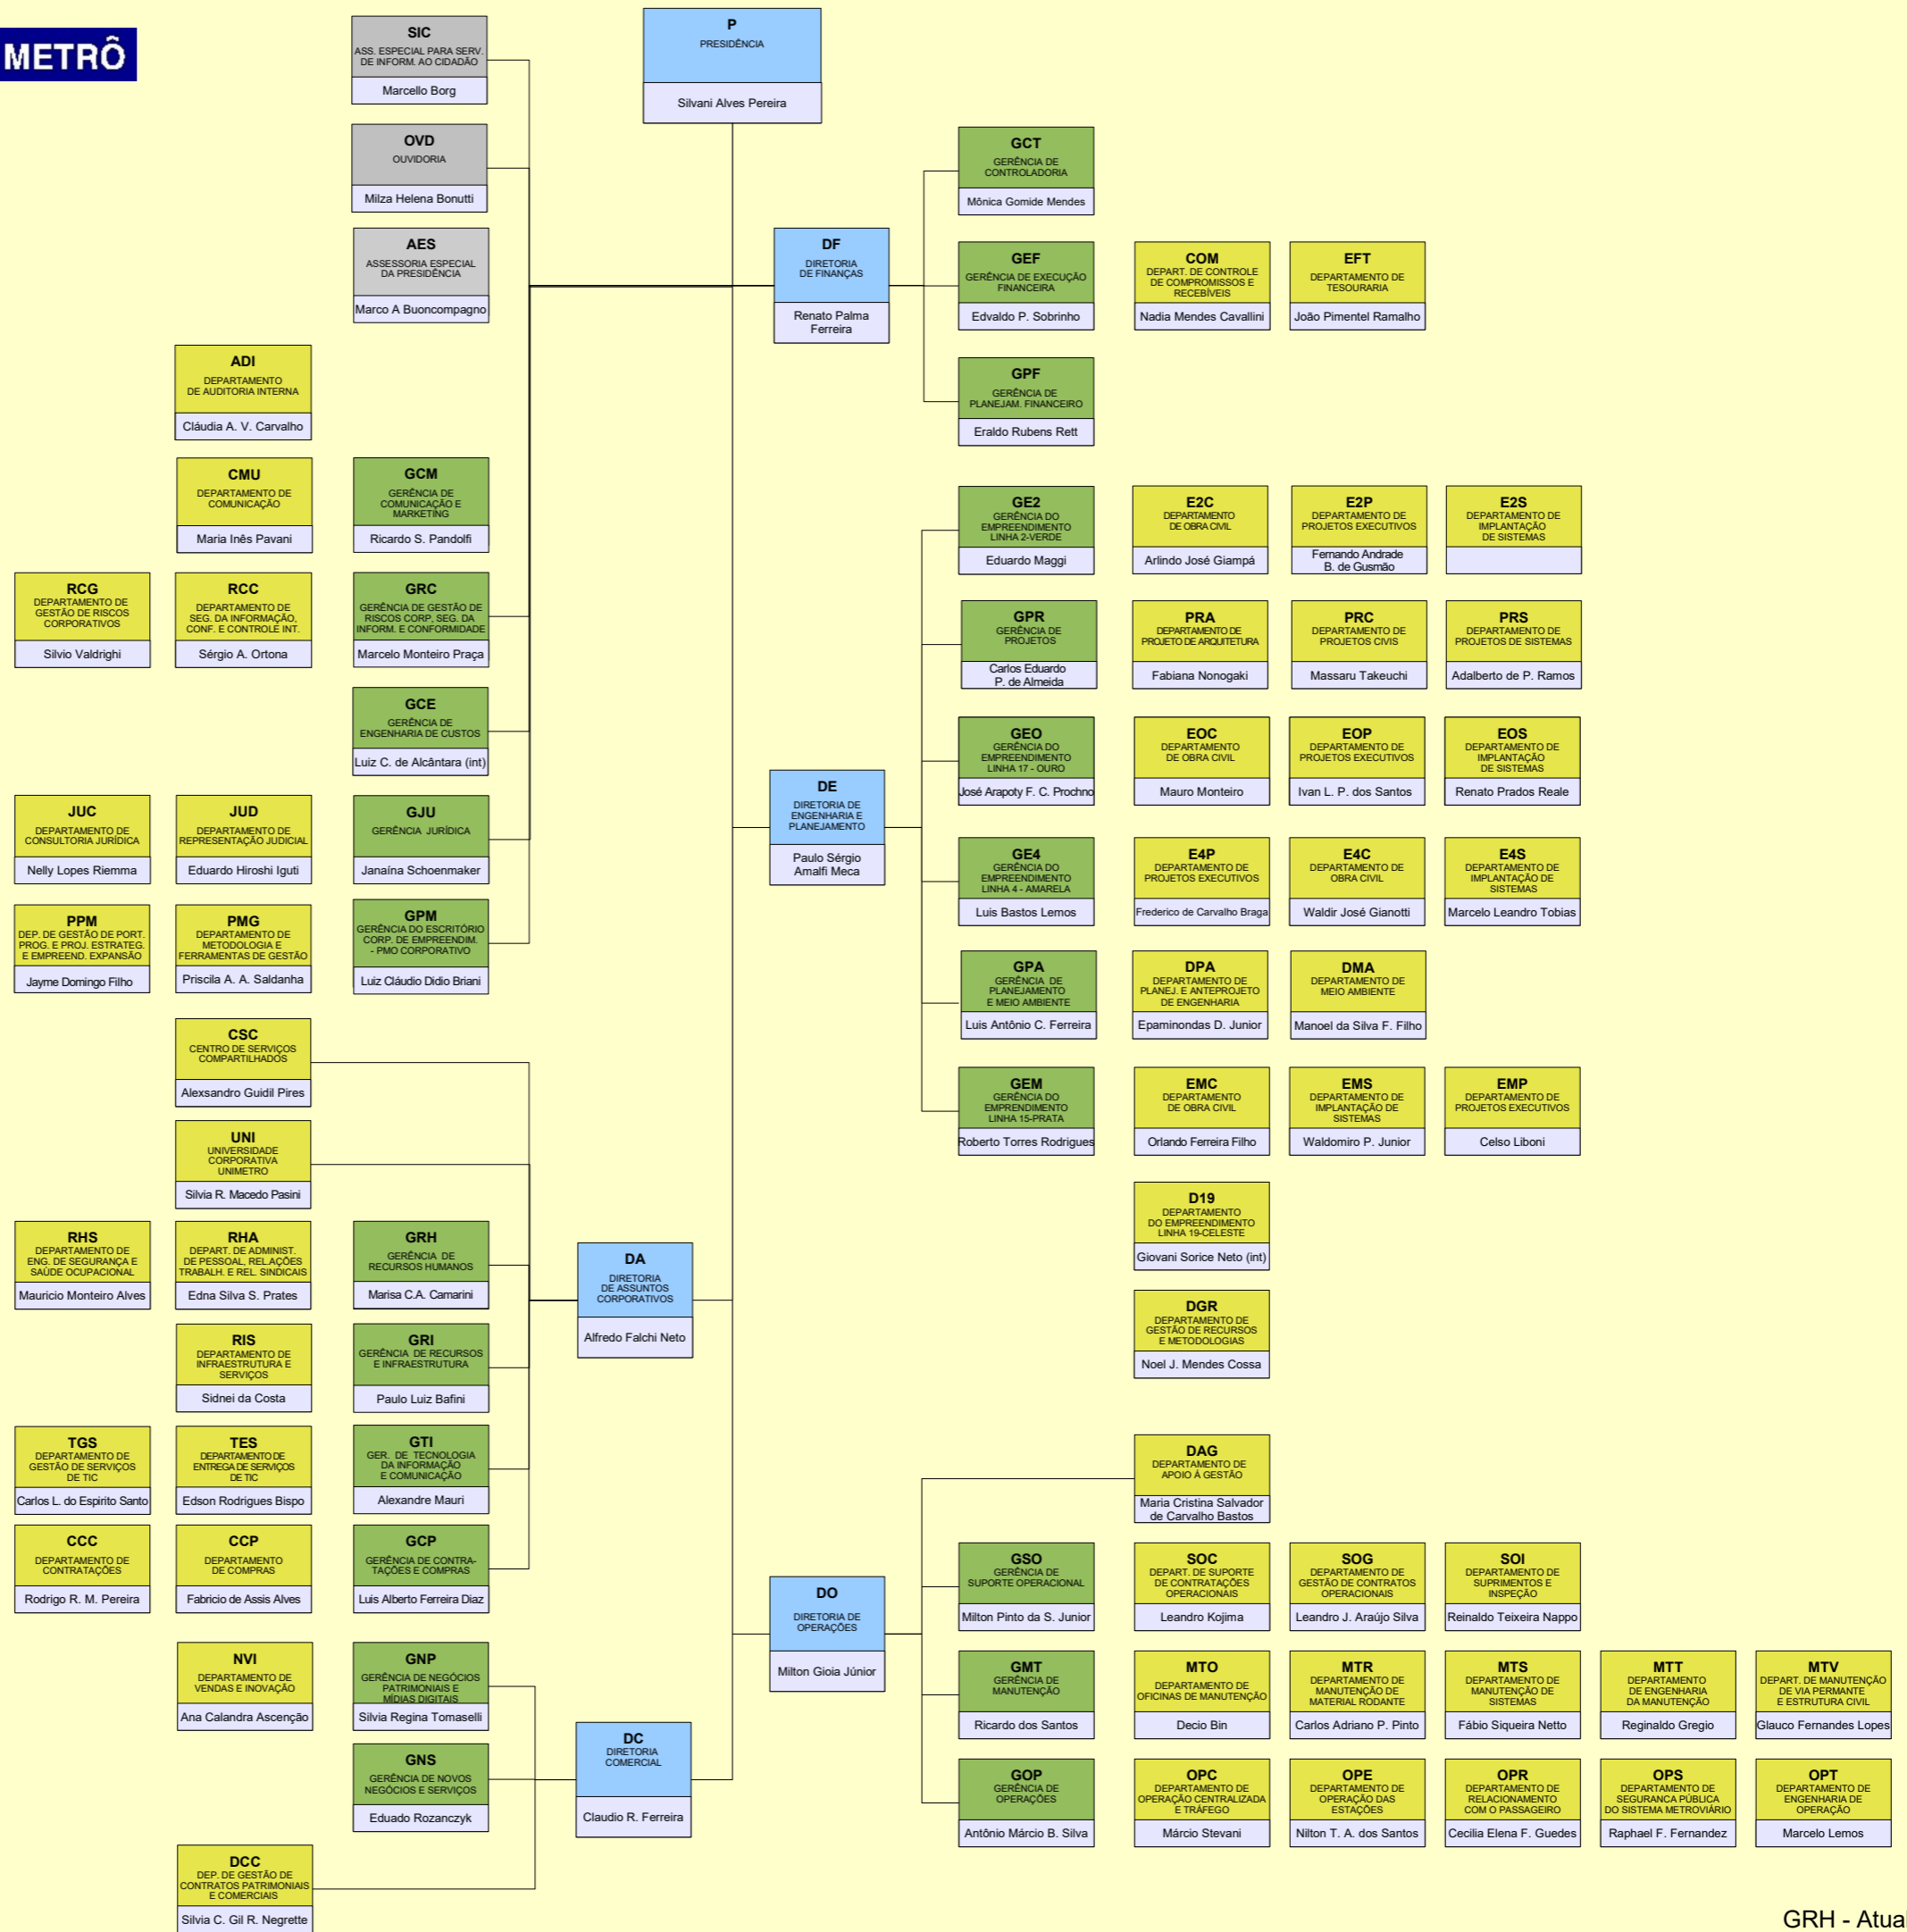 METRÔ
SIC
ASS. ESPECIAL PARA SERV.
DE INFORM. AO CIDADÃO
Marcello Borg
P
PRESIDÊNCIA
Silvani Alves Pereira
OVD
OUVIDORIA
Milza Helena Bonutti
AES
ASSESSORIA ESPECIAL
DA PRESIDÊNCIA
Marco A Buoncompagno
DF
DIRETORIA
DE FINANÇAS
Renato Palma
Ferreira
GCT
GERÊNCIA DE
CONTROLADORIA
Mônica Gomide Mendes
GEF
GERÊNCIA DE EXECUÇÃO
FINANCEIRA
Edvaldo P. Sobrinho
COM
DEPART. DE CONTROLE
DE COMPROMISSOS E
RECEBÍVEIS
Nadia Mendes Cavallini
EFT
DEPARTAMENTO DE
TESOURARIA
João Pimentel Ramalho
GPF
GERÊNCIA DE
PLANEJAM. FINANCEIRO
Eraldo Rubens Rett
ADI
DEPARTAMENTO
DE AUDITORIA INTERNA
Cláudia A. V. Carvalho
CMU
DEPARTAMENTO DE
COMUNICAÇÃO
Maria Inês Pavani
GCM
GERÊNCIA DE
COMUNICAÇÃO E
MARKETING
Ricardo S. Pandolfi
RCG
DEPARTAMENTO DE
GESTÃO DE RISCOS
CORPORATIVOS
Silvio Valdrighi
RCC
DEPARTAMENTO DE
SEG. DA INFORMAÇÃO,
CONF. E CONTROLE INT.
Sérgio A. Ortona
GRC
GERÊNCIA DE GESTÃO DE
RISCOS CORP, SEG. DA
INFORM. E CONFORMIDADE
Marcelo Monteiro Praça
GCE
GERÊNCIA DE
ENGENHARIA DE CUSTOS
Luiz C. de Alcântara (int)
JUC
DEPARTAMENTO DE
CONSULTORIA JURÍDICA
Nelly Lopes Riemma
JUD
DEPARTAMENTO DE
REPRESENTAÇÃO JUDICIAL
Eduardo Hiroshi Iguti
GJU
GERÊNCIA JURÍDICA
Janaína Schoenmaker
PPM
DEP. DE GESTÃO DE PORT.
PROG. E PROJ. ESTRATEG.
E EMPREEND. EXPANSÃO
Jayme Domingo Filho
PMG
DEPARTAMENTO DE
METODOLOGIA E
FERRAMENTAS DE GESTÃO
Priscila A. A. Saldanha
GPM
GERÊNCIA DO ESCRITÓRIO
CORP. DE EMPREENDIM.
- PMO CORPORATIVO
Luiz Cláudio Didio Briani
GE2
GERÊNCIA DO
EMPREENDIMENTO
LINHA 2-VERDE
Eduardo Maggi
E2C
DEPARTAMENTO
DE OBRA CIVIL
Arlindo José Giampá
E2P
DEPARTAMENTO DE
PROJETOS EXECUTIVOS
Fernando Andrade
B. de Gusmão
E2S
DEPARTAMENTO DE
IMPLANTAÇÃO
DE SISTEMAS
GPR
GERÊNCIA DE
PROJETOS
Carlos Eduardo
P. de Almeida
PRA
DEPARTAMENTO DE
PROJETO DE ARQUITETURA
Fabiana Nonogaki
PRC
DEPARTAMENTO DE
PROJETOS CIVIS
Massaru Takeuchi
PRS
DEPARTAMENTO DE
PROJETOS DE SISTEMAS
Adalberto de P. Ramos
GEO
GERÊNCIA DO
EMPREENDIMENTO
LINHA 17 - OURO
José Arapoty F. C. Prochno
EOC
DEPARTAMENTO
DE OBRA CIVIL
Mauro Monteiro
EOP
DEPARTAMENTO DE
PROJETOS EXECUTIVOS
Ivan L. P. dos Santos
EOS
DEPARTAMENTO DE
IMPLANTAÇÃO
DE SISTEMAS
Renato Prados Reale
DE
DIRETORIA DE
ENGENHARIA E
PLANEJAMENTO
Paulo Sérgio
Amalfi Meca
GE4
GERÊNCIA DO
EMPREENDIMENTO
LINHA 4 - AMARELA
Luis Bastos Lemos
E4P
DEPARTAMENTO DE
PROJETOS EXECUTIVOS
Frederico de Carvalho Braga
E4C
DEPARTAMENTO DE
OBRA CIVIL
Waldir José Gianotti
E4S
DEPARTAMENTO DE
IMPLANTAÇÃO DE
SISTEMAS
Marcelo Leandro Tobias
GPA
GERÊNCIA DE
PLANEJAMENTO
E MEIO AMBIENTE
Luis Antônio C. Ferreira
DPA
DEPARTAMENTO DE
PLANEJ. E ANTEPROJETO
DE ENGENHARIA
Epaminondas D. Junior
DMA
DEPARTAMENTO DE
MEIO AMBIENTE
Manoel da Silva F. Filho
GEM
GERÊNCIA DO
EMPRENDIMENTO
LINHA 15-PRATA
Roberto Torres Rodrigues
EMC
DEPARTAMENTO
DE OBRA CIVIL
Orlando Ferreira Filho
EMS
DEPARTAMENTO DE
IMPLANTAÇÃO DE
SISTEMAS
Waldomiro P. Junior
EMP
DEPARTAMENTO DE
PROJETOS EXECUTIVOS
Celso Liboni
D19
DEPARTAMENTO
DO EMPREENDIMENTO
LINHA 19-CELESTE
Giovani Sorice Neto (int)
DGR
DEPARTAMENTO DE
GESTÃO DE RECURSOS
E METODOLOGIAS
Noel J. Mendes Cossa
CSC
CENTRO DE SERVIÇOS
COMPARTILHADOS
Alexsandro Guidil Pires
UNI
UNIVERSIDADE
CORPORATIVA
UNIMETRO
Silvia R. Macedo Pasini
RHS
DEPARTAMENTO DE
ENG. DE SEGURANÇA E
SAÚDE OCUPACIONAL
Mauricio Monteiro Alves
RHA
DEPART. DE ADMINIST.
DE PESSOAL, REL.AÇÕES
TRABALH. E REL. SINDICAIS
Edna Silva S. Prates
GRH
GERÊNCIA DE
RECURSOS HUMANOS
Marisa C.A. Camarini
DA
DIRETORIA
DE ASSUNTOS
CORPORATIVOS
Alfredo Falchi Neto
RIS
DEPARTAMENTO DE
INFRAESTRUTURA E
SERVIÇOS
Sidnei da Costa
GRI
GERÊNCIA DE RECURSOS
E INFRAESTRUTURA
Paulo Luiz Bafini
TGS
DEPARTAMENTO DE
GESTÃO DE SERVIÇOS
DE TIC
Carlos L. do Espirito Santo
TES
DEPARTAMENTO DE
ENTREGA DE SERVIÇOS
DE TIC
Edson Rodrigues Bispo
GTI
GER. DE TECNOLOGIA
DA INFORMAÇÃO
E COMUNICAÇÃO
Alexandre Mauri
CCC
DEPARTAMENTO DE
CONTRATAÇÕES
Rodrigo R. M. Pereira
CCP
DEPARTAMENTO
DE COMPRAS
Fabricio de Assis Alves
GCP
GERÊNCIA DE CONTRA-
TAÇÕES E COMPRAS
Luis Alberto Ferreira Diaz
DAG
DEPARTAMENTO DE
APOIO Á GESTÃO
Maria Cristina Salvador
de Carvalho Bastos
DO
DIRETORIA DE
OPERAÇÕES
Milton Gioia Júnior
GSO
GERÊNCIA DE
SUPORTE OPERACIONAL
Milton Pinto da S. Junior
SOC
DEPART. DE SUPORTE
DE CONTRATAÇÕES
OPERACIONAIS
Leandro Kojima
SOG
DEPARTAMENTO DE
GESTÃO DE CONTRATOS
OPERACIONAIS
Leandro J. Araújo Silva
SOI
DEPARTAMENTO DE
SUPRIMENTOS E
INSPEÇÃO
Reinaldo Teixeira Nappo
GMT
GERÊNCIA DE
MANUTENÇÃO
Ricardo dos Santos
MTO
DEPARTAMENTO DE
OFICINAS DE MANUTENÇÃO
Decio Bin
MTR
DEPARTAMENTO DE
MANUTENÇÃO DE
MATERIAL RODANTE
Carlos Adriano P. Pinto
MTS
DEPARTAMENTO DE
MANUTENÇÃO DE
SISTEMAS
Fábio Siqueira Netto
MTT
DEPARTAMENTO
DE ENGENHARIA
DA MANUTENÇÃO
Reginaldo Gregio
MTV
DEPART. DE MANUTENÇÃO
DE VIA PERMANTE
E ESTRUTURA CIVIL
Glauco Fernandes Lopes
GOP
GERÊNCIA DE
OPERAÇÕES
Antônio Márcio B. Silva
OPC
DEPARTAMENTO DE
OPERAÇÃO CENTRALIZADA
E TRÁFEGO
Márcio Stevani
OPE
DEPARTAMENTO DE
OPERAÇÃO DAS
ESTAÇÕES
Nilton T. A. dos Santos
OPR
DEPARTAMENTO DE
RELACIONAMENTO
COM O PASSAGEIRO
Cecilia Elena F. Guedes
OPS
DEPARTAMENTO DE
SEGURANCA PÚBLICA
DO SISTEMA METROVIÁRIO
Raphael F. Fernandez
OPT
DEPARTAMENTO DE
ENGENHARIA DE
OPERAÇÃO
Marcelo Lemos
NVI
DEPARTAMENTO DE
VENDAS E INOVAÇÃO
Ana Calandra Ascenção
GNP
GERÊNCIA DE NEGÓCIOS
PATRIMONIAIS E
MÍDIAS DIGITAIS
Silvia Regina Tomaselli
GNS
GERÊNCIA DE NOVOS
NEGÓCIOS E SERVIÇOS
Eduado Rozanczyk
DC
DIRETORIA
COMERCIAL
Claudio R. Ferreira
DCC
DEP. DE GESTÃO DE
CONTRATOS PATRIMONIAIS
E COMERCIAIS
Silvia C. Gil R. Negrette
GRH - Atual